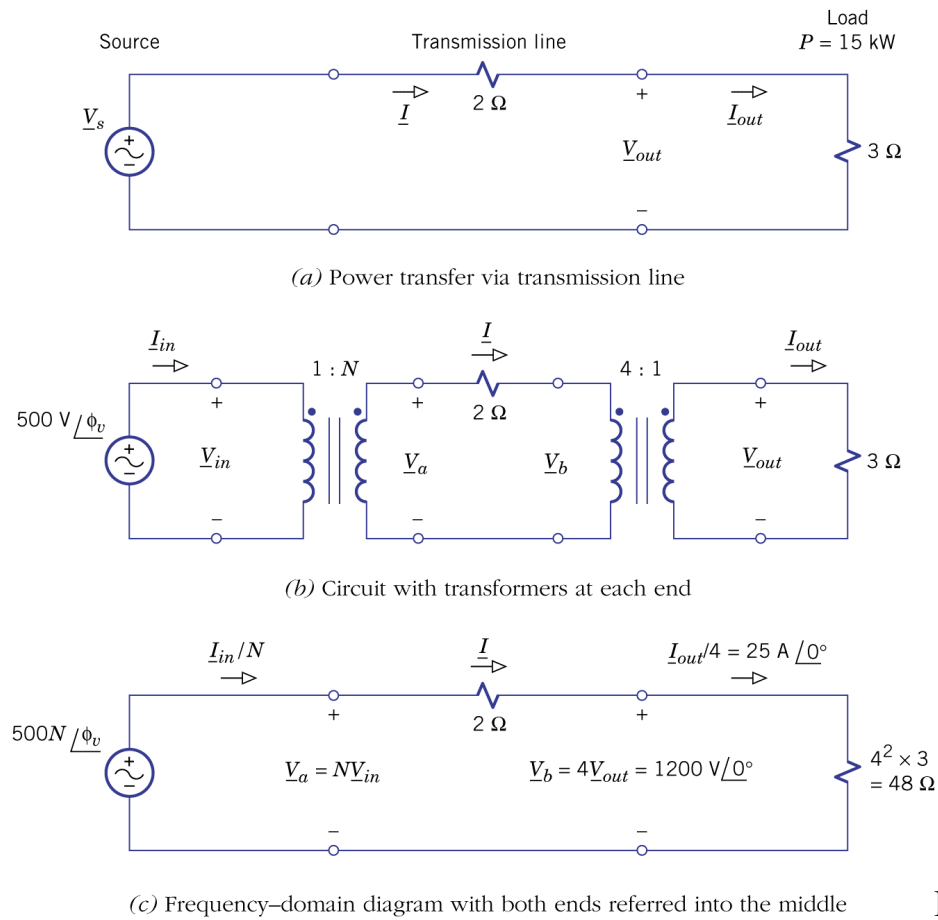 Load
Source
Transmission line
P = 15 kW
I
2 Ω
+
I_out
V_s
+
−
V_out
3 Ω
−
(a) Power transfer via transmission line
I_in
I
I_out
1 : N
4 : 1
500 V/ϕ_v
+
+
2 Ω
+
+
−
V_in
V_a
V_b
V_out
3 Ω
−
−
−
(b) Circuit with transformers at each end
I_in/N
I
I_out/4 = 25 A /0°
+
2 Ω
+
500N /ϕ_v
+
−
V_a = NV_in
V_b = 4V_out = 1200 V/0°
4² × 3
= 48 Ω
−
−
(c) Frequency–domain diagram with both ends referred into the middle